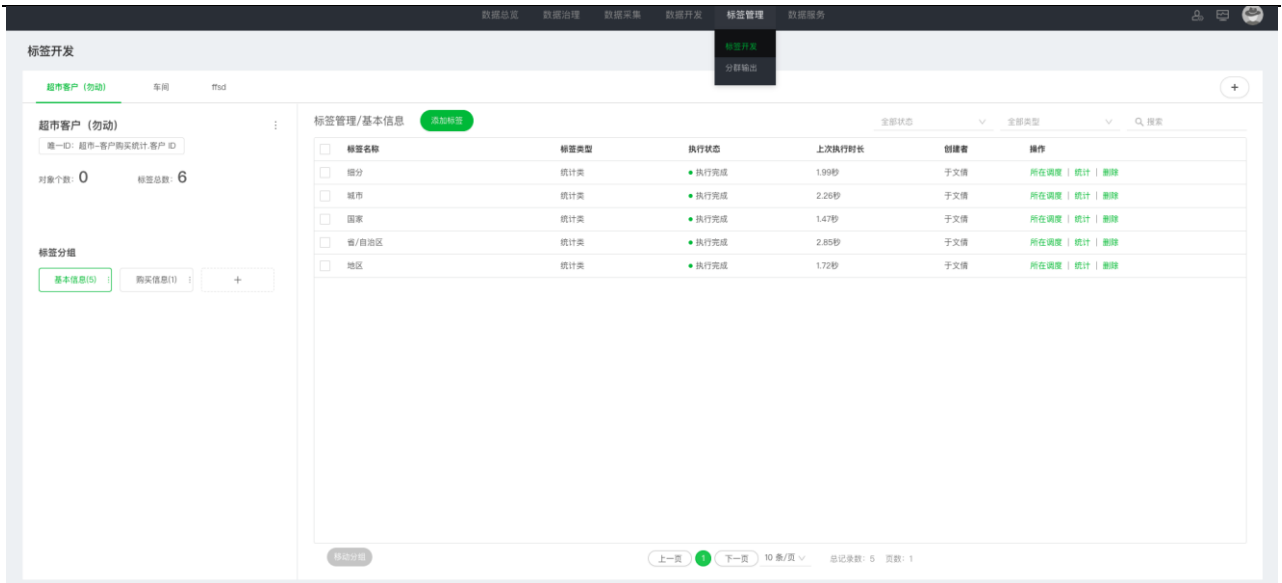 数据总览 数据治理 数据采集 数据开发 标签管理 数据服务
标签开发
分群输出
标签开发
超市客户（勿动） 车间 ffsd +
超市客户（勿动）
唯一ID：超市-客户购买统计.客户 ID
对象个数：0 标签总数：6
标签分组
基本信息(5) 购买信息(1) +
标签管理/基本信息 添加标签 全部状态 全部类型 搜索
标签名称 标签类型 执行状态 上次执行时长 创建者 操作
细分 统计类 执行完成 1.99秒 于文倩 所在调度 | 统计 | 删除
城市 统计类 执行完成 2.26秒 于文倩 所在调度 | 统计 | 删除
国家 统计类 执行完成 1.47秒 于文倩 所在调度 | 统计 | 删除
省/自治区 统计类 执行完成 2.85秒 于文倩 所在调度 | 统计 | 删除
地区 统计类 执行完成 1.72秒 于文倩 所在调度 | 统计 | 删除
移动分组 上一页 1 下一页 10 条/页 总记录数：5 页数：1